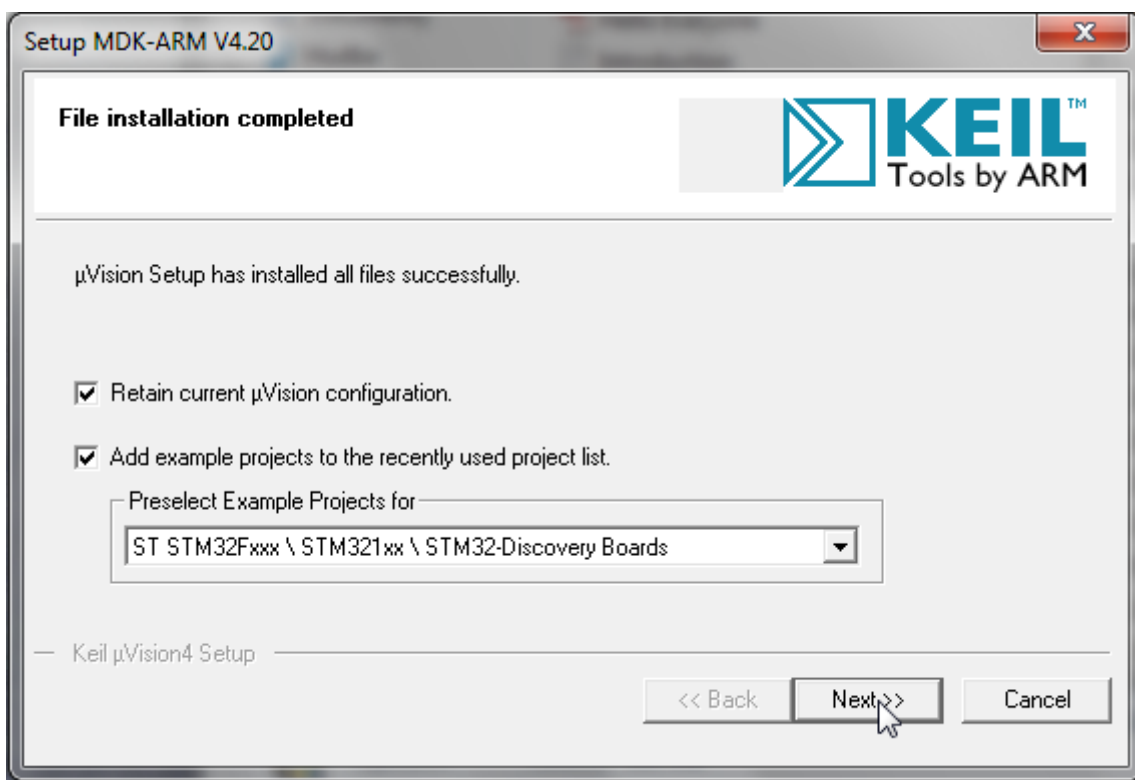 Setup MDK-ARM V4.20
File installation completed
KEIL™
Tools by ARM
µVision Setup has installed all files successfully.
Retain current µVision configuration.
Add example projects to the recently used project list.
Preselect Example Projects for
ST STM32Fxxx \ STM321xx \ STM32-Discovery Boards
Keil µVision4 Setup
<< Back Next >> Cancel